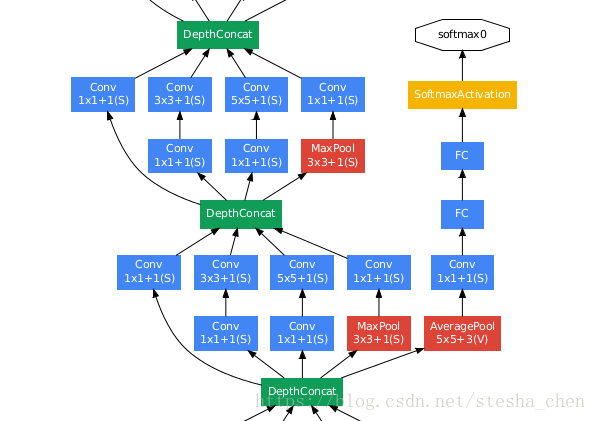 DepthConcat
softmax0
Conv
1x1+1(S)
Conv
3x3+1(S)
Conv
5x5+1(S)
Conv
1x1+1(S)
SoftmaxActivation
Conv
1x1+1(S)
Conv
1x1+1(S)
MaxPool
3x3+1(S)
FC
DepthConcat
FC
Conv
1x1+1(S)
Conv
3x3+1(S)
Conv
5x5+1(S)
Conv
1x1+1(S)
Conv
1x1+1(S)
Conv
1x1+1(S)
Conv
1x1+1(S)
MaxPool
3x3+1(S)
AveragePool
5x5+3(V)
DepthConcat
https://blog.csdn.net/stesha_chen